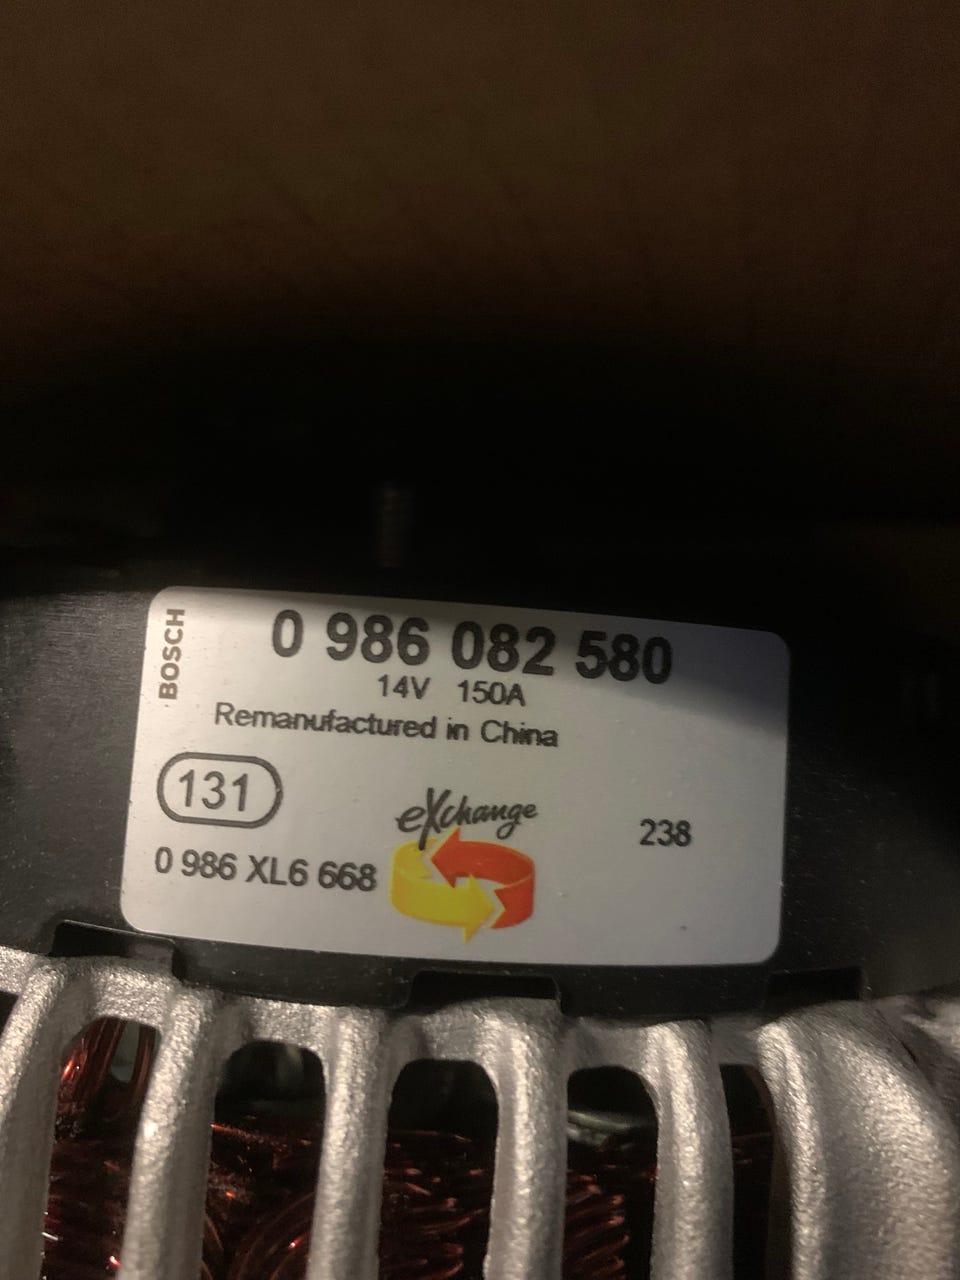 BOSCH
0 986 082 580
14V 150A
Remanufactured in China
131
eXchange
238
0 986 XL6 668